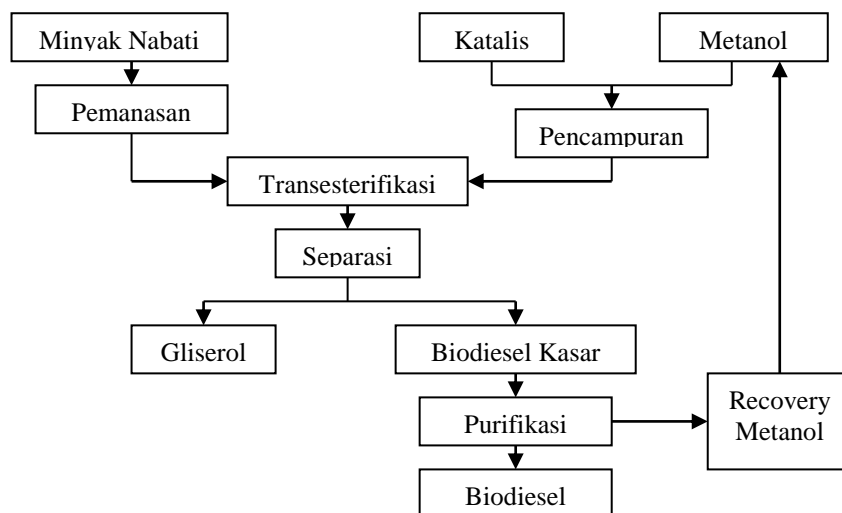 Minyak Nabati
Katalis
Metanol
Pemanasan
Pencampuran
Transesterifikasi
Separasi
Gliserol
Biodiesel Kasar
Purifikasi
Recovery
Metanol
Biodiesel